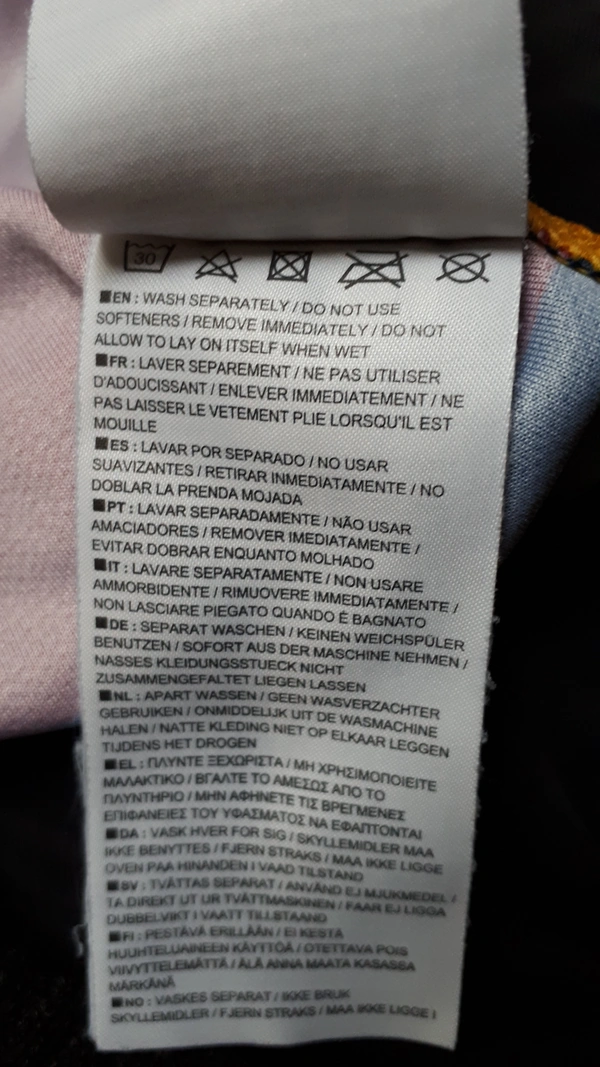 30
EN : WASH SEPARATELY / DO NOT USE
SOFTENERS / REMOVE IMMEDIATELY / DO NOT
ALLOW TO LAY ON ITSELF WHEN WET
FR : LAVER SEPAREMENT / NE PAS UTILISER
D'ADOUCISSANT / ENLEVER IMMEDIATEMENT / NE
PAS LAISSER LE VETEMENT PLIE LORSQU'IL EST
MOUILLE
ES : LAVAR POR SEPARADO / NO USAR
SUAVIZANTES / RETIRAR INMEDIATAMENTE / NO
DOBLAR LA PRENDA MOJADA
PT : LAVAR SEPARADAMENTE / NÃO USAR
AMACIADORES / REMOVER IMEDIATAMENTE /
EVITAR DOBRAR ENQUANTO MOLHADO
IT : LAVARE SEPARATAMENTE / NON USARE
AMMORBIDENTE / RIMUOVERE IMMEDIATAMENTE /
NON LASCIARE PIEGATO QUANDO É BAGNATO
DE : SEPARAT WASCHEN / KEINEN WEICHSPÜLER
BENUTZEN / SOFORT AUS DER MASCHINE NEHMEN /
NASSES KLEIDUNGSSTUECK NICHT
ZUSAMMENGEFALTET LIEGEN LASSEN
NL : APART WASSEN / GEEN WASVERZACHTER
GEBRUIKEN / ONMIDDELIJK UIT DE WASMACHINE
HALEN / NATTE KLEDING NIET OP ELKAAR LEGGEN
TIJDENS HET DROGEN
EL : ΠΛΥΝΤΕ ΞΕΧΩΡΙΣΤΑ / ΜΗ ΧΡΗΣΙΜΟΠΟΙΕΙΤΕ
ΜΑΛΑΚΤΙΚΟ / ΒΓΑΛΤΕ ΤΟ ΑΜΕΣΩΣ ΑΠΟ ΤΟ
ΠΛΥΝΤΗΡΙΟ / ΜΗΝ ΑΦΗΝΕΤΕ ΤΙΣ ΒΡΕΓΜΕΝΕΣ
ΕΠΙΦΑΝΕΙΕΣ ΤΟΥ ΥΦΑΣΜΑΤΟΣ ΝΑ ΕΦΑΠΤΟΝΤΑΙ
DA : VASK HVER FOR SIG / SKYLLEMIDLER MAA
IKKE BENYTTES / FJERN STRAKS / MAA IKKE LIGGE
OVEN PAA HINANDEN I VAAD TILSTAND
SV : TVÄTTAS SEPARAT / ANVÄND EJ MJUKMEDEL /
TA DIREKT UT UR TVÄTTMASKINEN / FAAR EJ LIGGA
DUBBELVIKT I VAATT TILLSTAAND
FI : PESTÄVÄ ERILLÄÄN / EI KESTÄ
HUUHTELUAINEEN KÄYTTÖÄ / OTETTAVA POIS
VIIVYTTELEMÄTTÄ / ÄLÄ ANNA MAATA KASASSA
MÄRKÄNÄ
NO : VASKES SEPARAT / IKKE BRUK
SKYLLEMIDLER / FJERN STRAKS / MAA IKKE LIGGE I